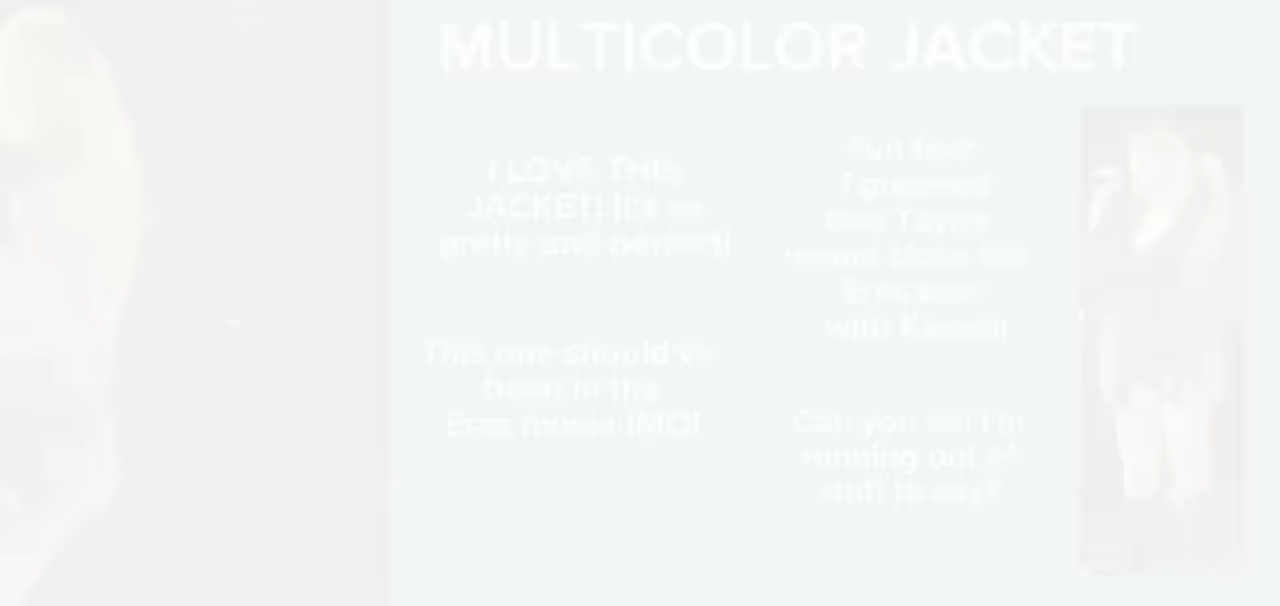 MULTICOLOR JACKET
I LOVE THIS
JACKET! It's so
pretty and perfect!
This one should've
been in the
Eras movie IMO!
Fun fact:
I guessed
that Taylor
would close the
Eras tour
with Karma!
Can you tell I'm
running out of
stuff to say?